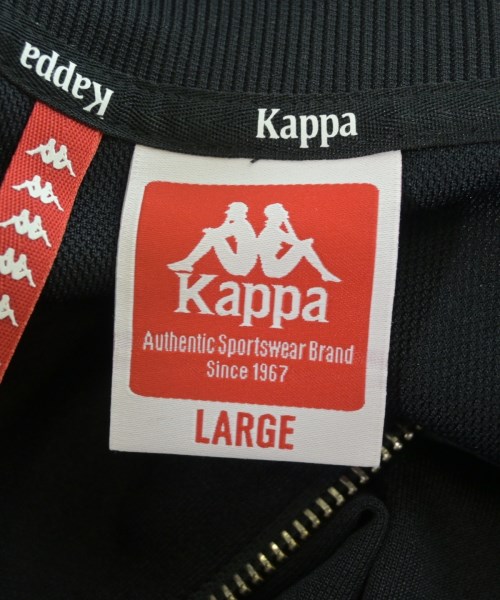 Kappa
Kappa
Kappa
Authentic Sportswear Brand
Since 1967
LARGE